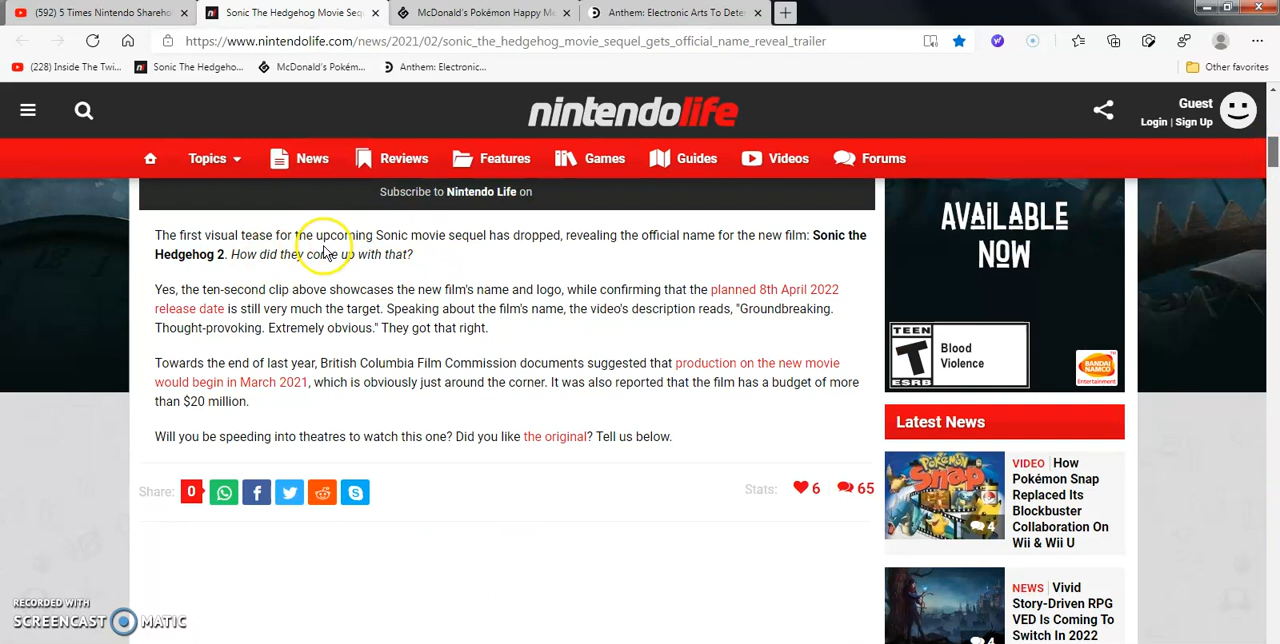 (592) 5 Times Nintendo Shareho
Sonic The Hedgehog Movie Seq
McDonald's Pokémon Happy Me
Anthem: Electronic Arts To Dete
https://www.nintendolife.com/news/2021/02/sonic_the_hedgehog_movie_sequel_gets_official_name_reveal_trailer
(228) Inside The Twi...
Sonic The Hedgeho...
McDonald's Pokém...
Anthem: Electronic...
Other favorites
nintendolife
Guest
Login | Sign Up
Topics
News
Reviews
Features
Games
Guides
Videos
Forums
Subscribe to Nintendo Life on
The first visual ease for the upcoming Sonic movie sequel has dropped, revealing the official name for the new film: Sonic the
Hedgehog 2. How did they come up with that?
Yes, the ten-second clip above showcases the new film's name and logo, while confirming that the planned 8th April 2022
release date is still very much the target. Speaking about the film's name, the video's description reads, "Groundbreaking.
Thought-provoking. Extremely obvious." They got that right.
Towards the end of last year, British Columbia Film Commission documents suggested that production on the new movie
would begin in March 2021, which is obviously just around the corner. It was also reported that the film has a budget of more
than $20 million.
Will you be speeding into theatres to watch this one? Did you like the original? Tell us below.
Share:
0
Stats:
6
65
AVAILABLE
NOW
TEEN
T
ESRB
Blood
Violence
BANDAI
NAMCO
Entertainment
Latest News
POKÉMON
Snap
4
VIDEO How
Pokémon Snap
Replaced Its
Blockbuster
Collaboration On
Wii & Wii U
4
NEWS Vivid
Story-Driven RPG
VED Is Coming To
Switch In 2022
RECORDED WITH
SCREENCAST MATIC